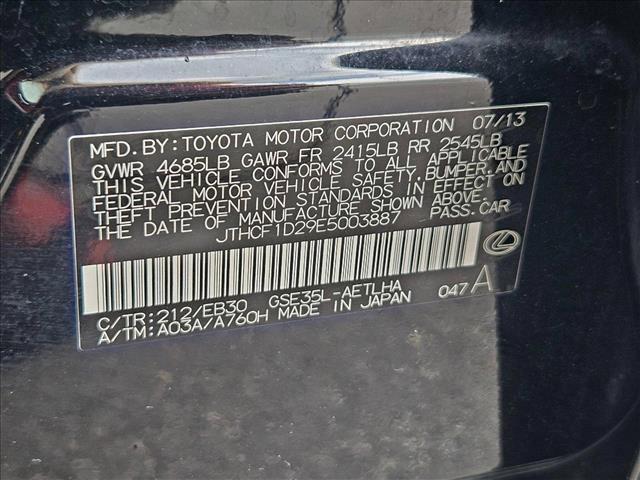 MFD. BY: TOYOTA MOTOR CORPORATION 07/13
GVWR 4685LB GAWR FR 2415LB RR 2545LB
THIS VEHICLE CONFORMS TO ALL APPLICABLE
FEDERAL MOTOR VEHICLE SAFETY, BUMPER, AND
THEFT PREVENTION STANDARDS IN EFFECT ON
THE DATE OF MANUFACTURE SHOWN ABOVE.
JTHCF1D29E5003887 PASS. CAR
C/TR: 212/EB30 GSE35L-AETLHA 047 A
A/TM: A03A/A760H MADE IN JAPAN